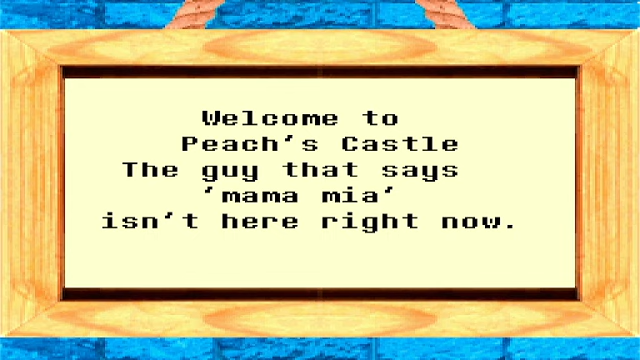 Welcome to
Peach's Castle
The guy that says
'mama mia'
isn't here right now.